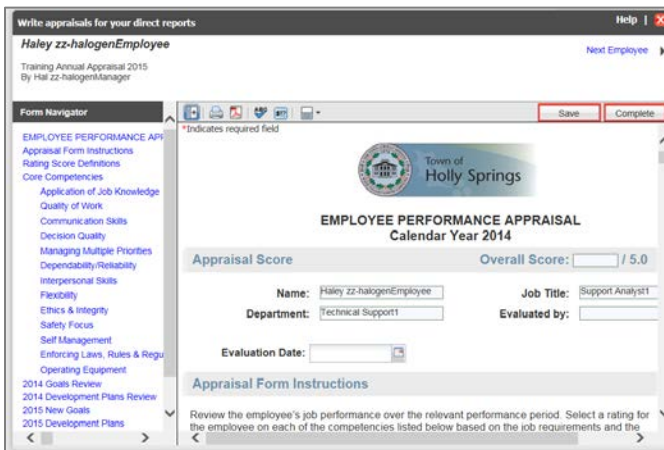 Write appraisals for your direct reports
Help |
Haley zz-halogenEmployee
Next Employee
Training Annual Appraisal 2015
By Hal zz-halogenManager
Form Navigator
Save
Complete
EMPLOYEE PERFORMANCE APP
Appraisal Form Instructions
Rating Score Definitions
Core Competencies
Application of Job Knowledge
Quality of Work
Communication Skills
Decision Quality
Managing Multiple Priorities
Dependability/Reliability
Interpersonal Skills
Flexibility
Ethics & Integrity
Safety Focus
Self Management
Enforcing Laws, Rules & Regu
Operating Equipment
2014 Goals Review
2014 Development Plans Review
2015 New Goals
2015 Development Plans
*Indicates required field
Town of
Holly Springs
EMPLOYEE PERFORMANCE APPRAISAL
Calendar Year 2014
Appraisal Score
Overall Score: / 5.0
Name: Haley zz-halogenEmployee
Job Title: Support Analyst1
Department: Technical Support1
Evaluated by:
Evaluation Date:
Appraisal Form Instructions
Review the employee's job performance over the relevant performance period. Select a rating for
the employee on each of the competencies listed below based on the job requirements and the